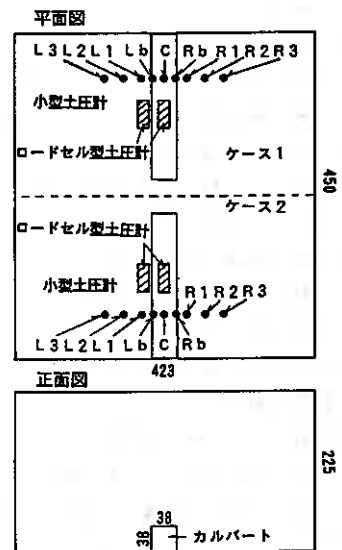 平面図
L3 L2 L1 Lb C Rb R1 R2 R3
小型土圧計
ロードセル型土圧計
ケース1
ケース2
450
ロードセル型土圧計
小型土圧計
R1 R2 R3
L3 L2 L1 Lb C Rb
423
正面図
225
38
38
カルバート